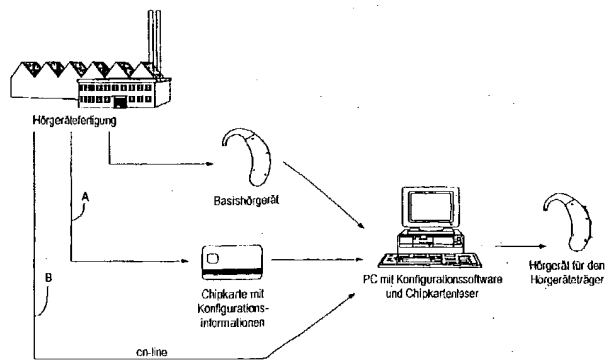 Hörgerätefertigung
A
Basishörgerät
B
Chipkarte mit
Konfigurations-
informationen
PC mit Konfigurationssoftware
und Chipkartenleser
Hörgerät für den
Hörgeräteträger
on-line